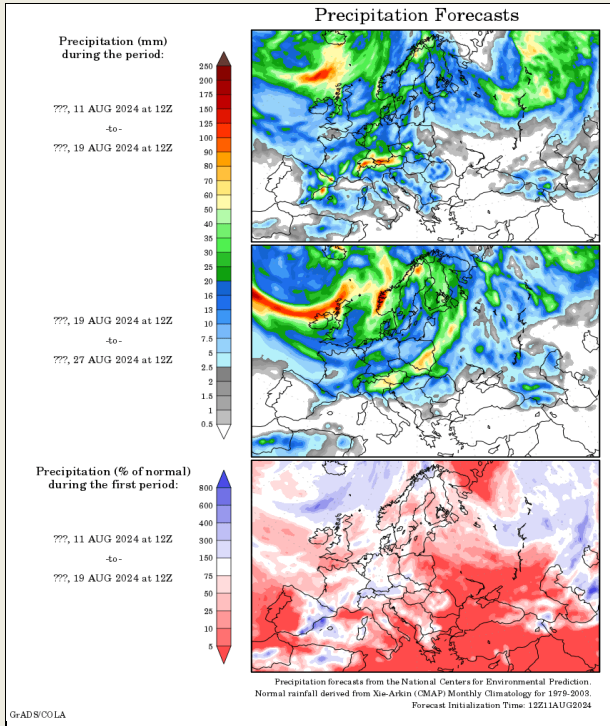 Precipitation Forecasts
Precipitation (mm)
during the period:
???, 11 AUG 2024 at 12Z
-to-
???, 19 AUG 2024 at 12Z
250
200
175
150
125
100
90
80
70
60
50
45
40
35
30
25
20
16
13
10
7.5
5
2.5
2
1.5
1
0.5
???, 19 AUG 2024 at 12Z
-to-
???, 27 AUG 2024 at 12Z
Precipitation (% of normal)
during the first period:
???, 11 AUG 2024 at 12Z
-to-
???, 19 AUG 2024 at 12Z
800
600
400
300
150
75
50
25
10
5
Precipitation forecasts from the National Centers for Environmental Prediction.
Normal rainfall derived from Xie-Arkin (CMAP) Monthly Climatology for 1979-2003.
Forecast Initialization Time: 12Z11AUG2024
GrADS/COLA